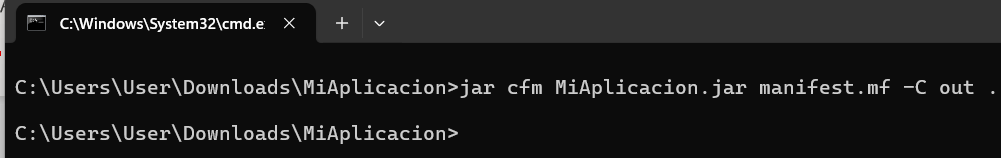 C:\Windows\System32\cmd.e
C:\Users\User\Downloads\MiAplicacion>jar cfm MiAplicacion.jar manifest.mf -C out .
C:\Users\User\Downloads\MiAplicacion>